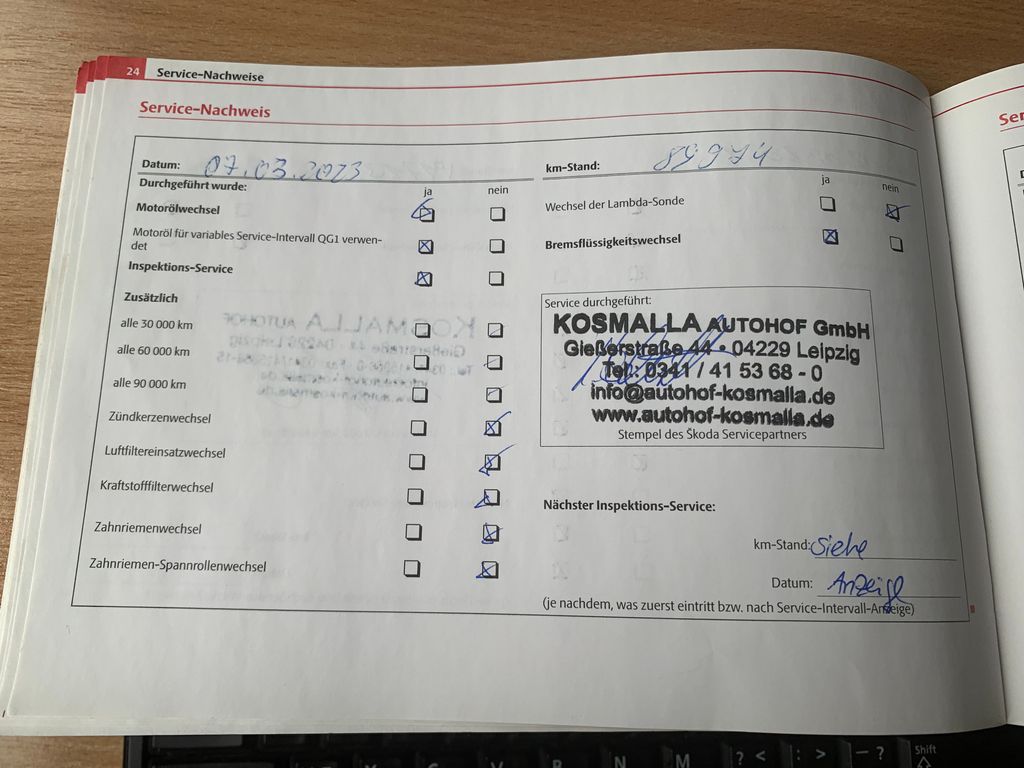 24 Service-Nachweise
Service-Nachweis
Datum: 07.03.2023
km-Stand: 89974
Durchgeführt wurde:
ja nein
Motorölwechsel
Motoröl für variables Service-Intervall QG1 verwen-
det
Inspektions-Service
Zusätzlich
alle 30 000 km
alle 60 000 km
alle 90 000 km
Zündkerzenwechsel
Luftfiltereinsatzwechsel
Kraftstofffilterwechsel
Zahnriemenwechsel
Zahnriemen-Spannrollenwechsel
ja nein
Wechsel der Lambda-Sonde
Bremsflüssigkeitswechsel
Service durchgeführt:
KOSMALLA AUTOHOF GmbH
Gießerstraße 44 • 04229 Leipzig
Tel.: 0341 / 41 53 68 - 0
info@autohof-kosmalla.de
www.autohof-kosmalla.de
Stempel des Škoda Servicepartners
Nächster Inspektions-Service:
km-Stand: siehe
Datum: Anzeige
(je nachdem, was zuerst eintritt bzw. nach Service-Intervall-Anzeige)
Ser
X
C
V
B
N
M
? <
: >
– ?
Shift